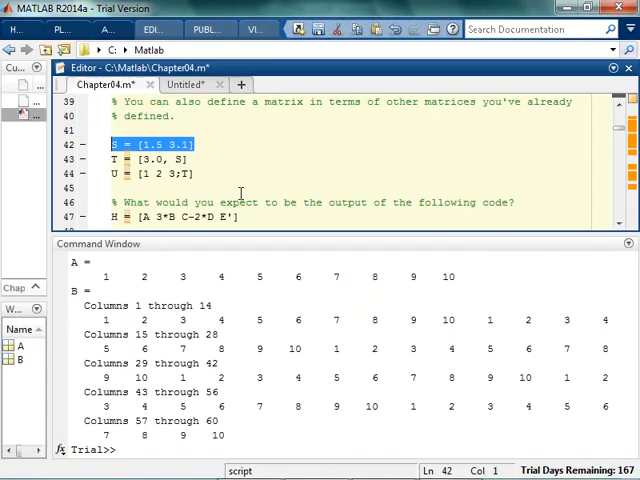 MATLAB R2014a - Trial Version
H... PL... A... EDI... PUBL... VI... Search Documentation
C: Matlab
Cu... Editor - C:\Matlab\Chapter04.m*
Chapter04.m* Untitled*
39 % You can also define a matrix in terms of other matrices you've already
40 % defined.
41
42 S = [1.5 3.1]
43 T = [3.0, S]
44 U = [1 2 3;T]
45
46 % What would you expect to be the output of the following code?
47 H = [A 3*B C-2*D E']
Command Window
A =
1 2 3 4 5 6 7 8 9 10
B =
Columns 1 through 14
1 2 3 4 5 6 7 8 9 10 1 2 3 4
Columns 15 through 28
5 6 7 8 9 10 1 2 3 4 5 6 7 8
Columns 29 through 42
9 10 1 2 3 4 5 6 7 8 9 10 1 2
Columns 43 through 56
3 4 5 6 7 8 9 10 1 2 3 4 5 6
Columns 57 through 60
7 8 9 10
fx Trial>>
Chap
W...
Name
A
B
script Ln 42 Col 1 Trial Days Remaining: 167